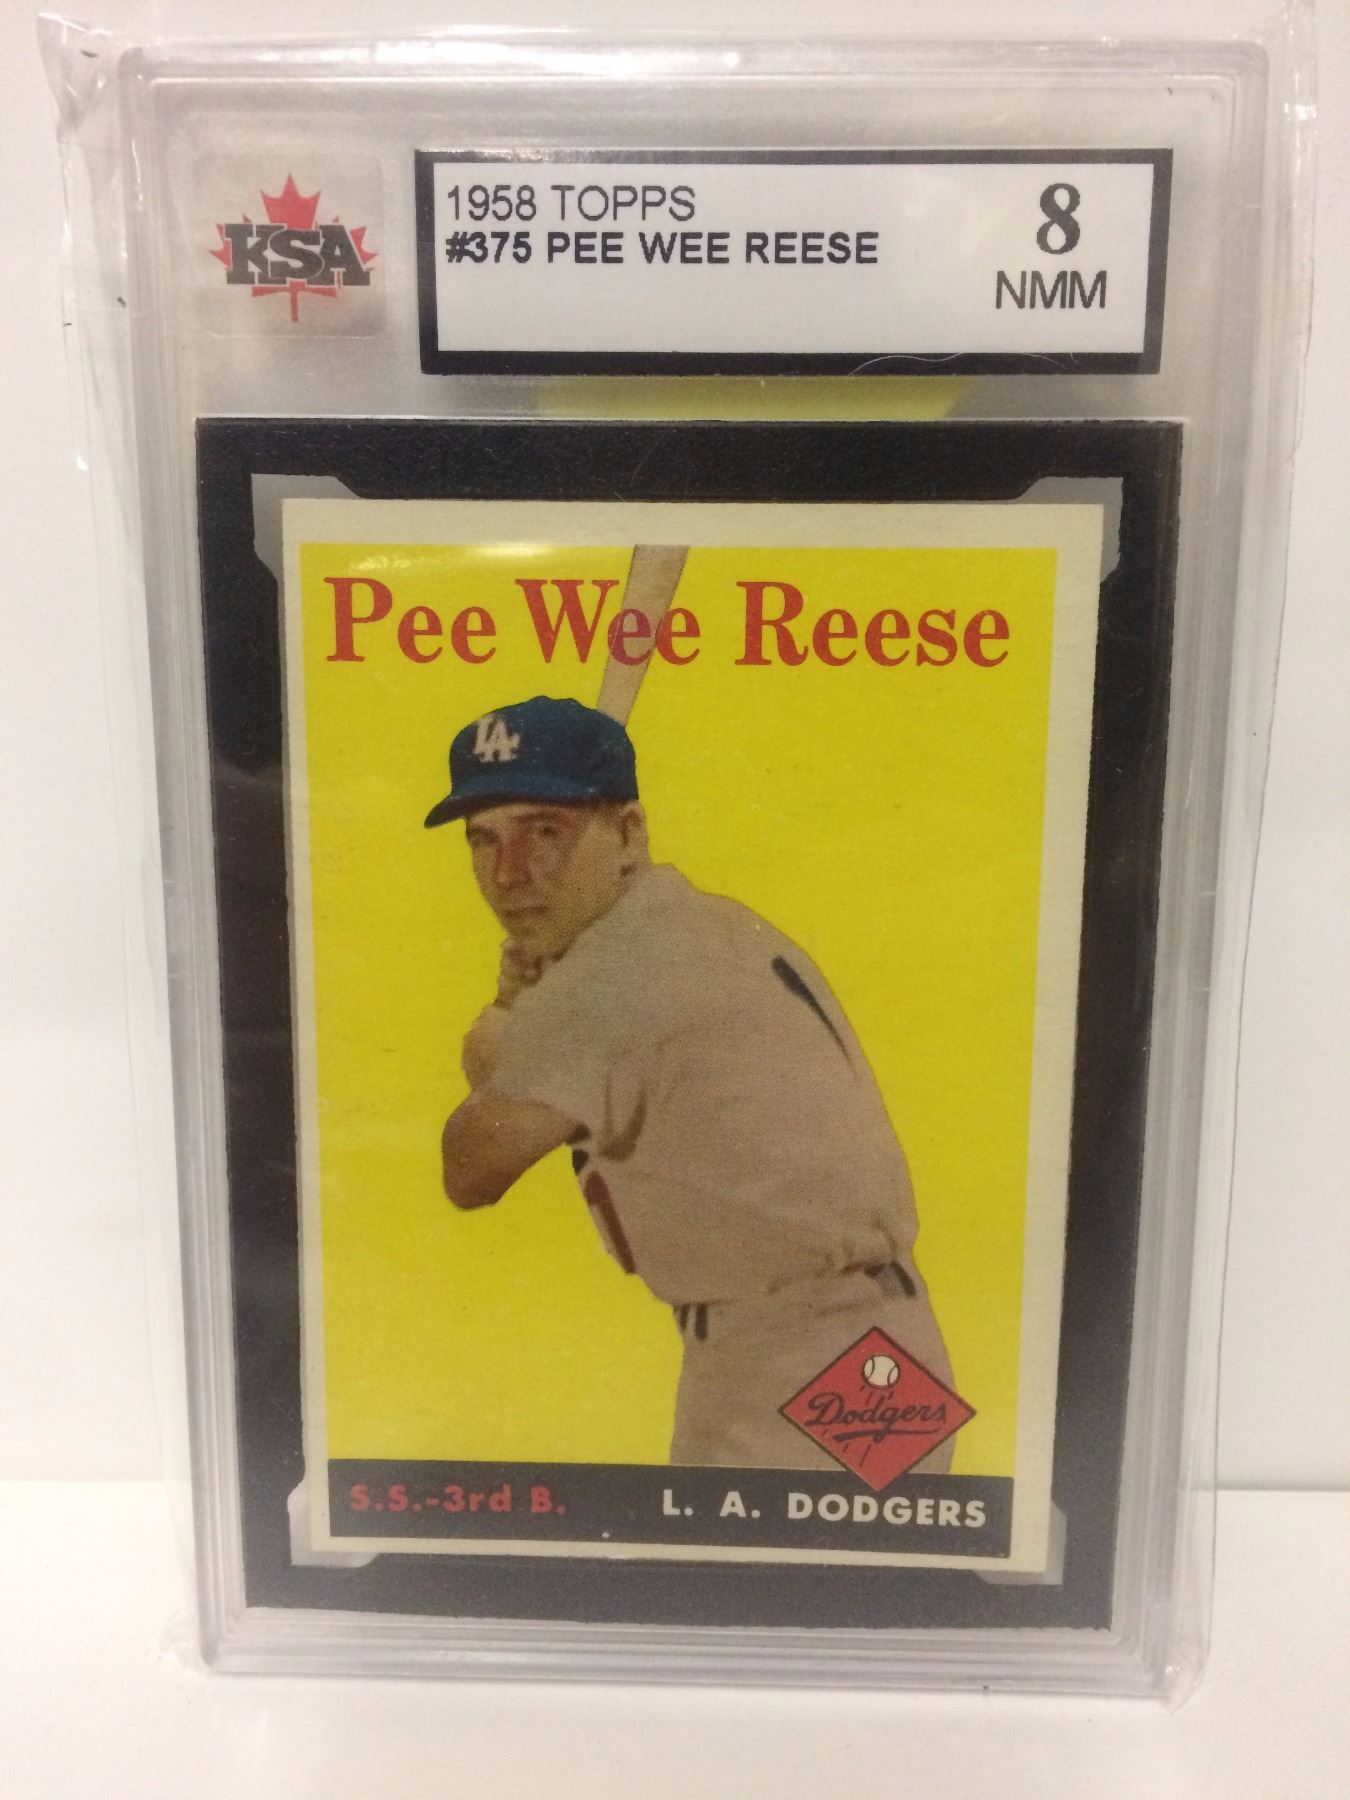 KSA
1958 TOPPS
#375 PEE WEE REESE
8
NMM
Pee Wee Reese
LA
Dodgers
S.S.-3rd B.
L. A. DODGERS